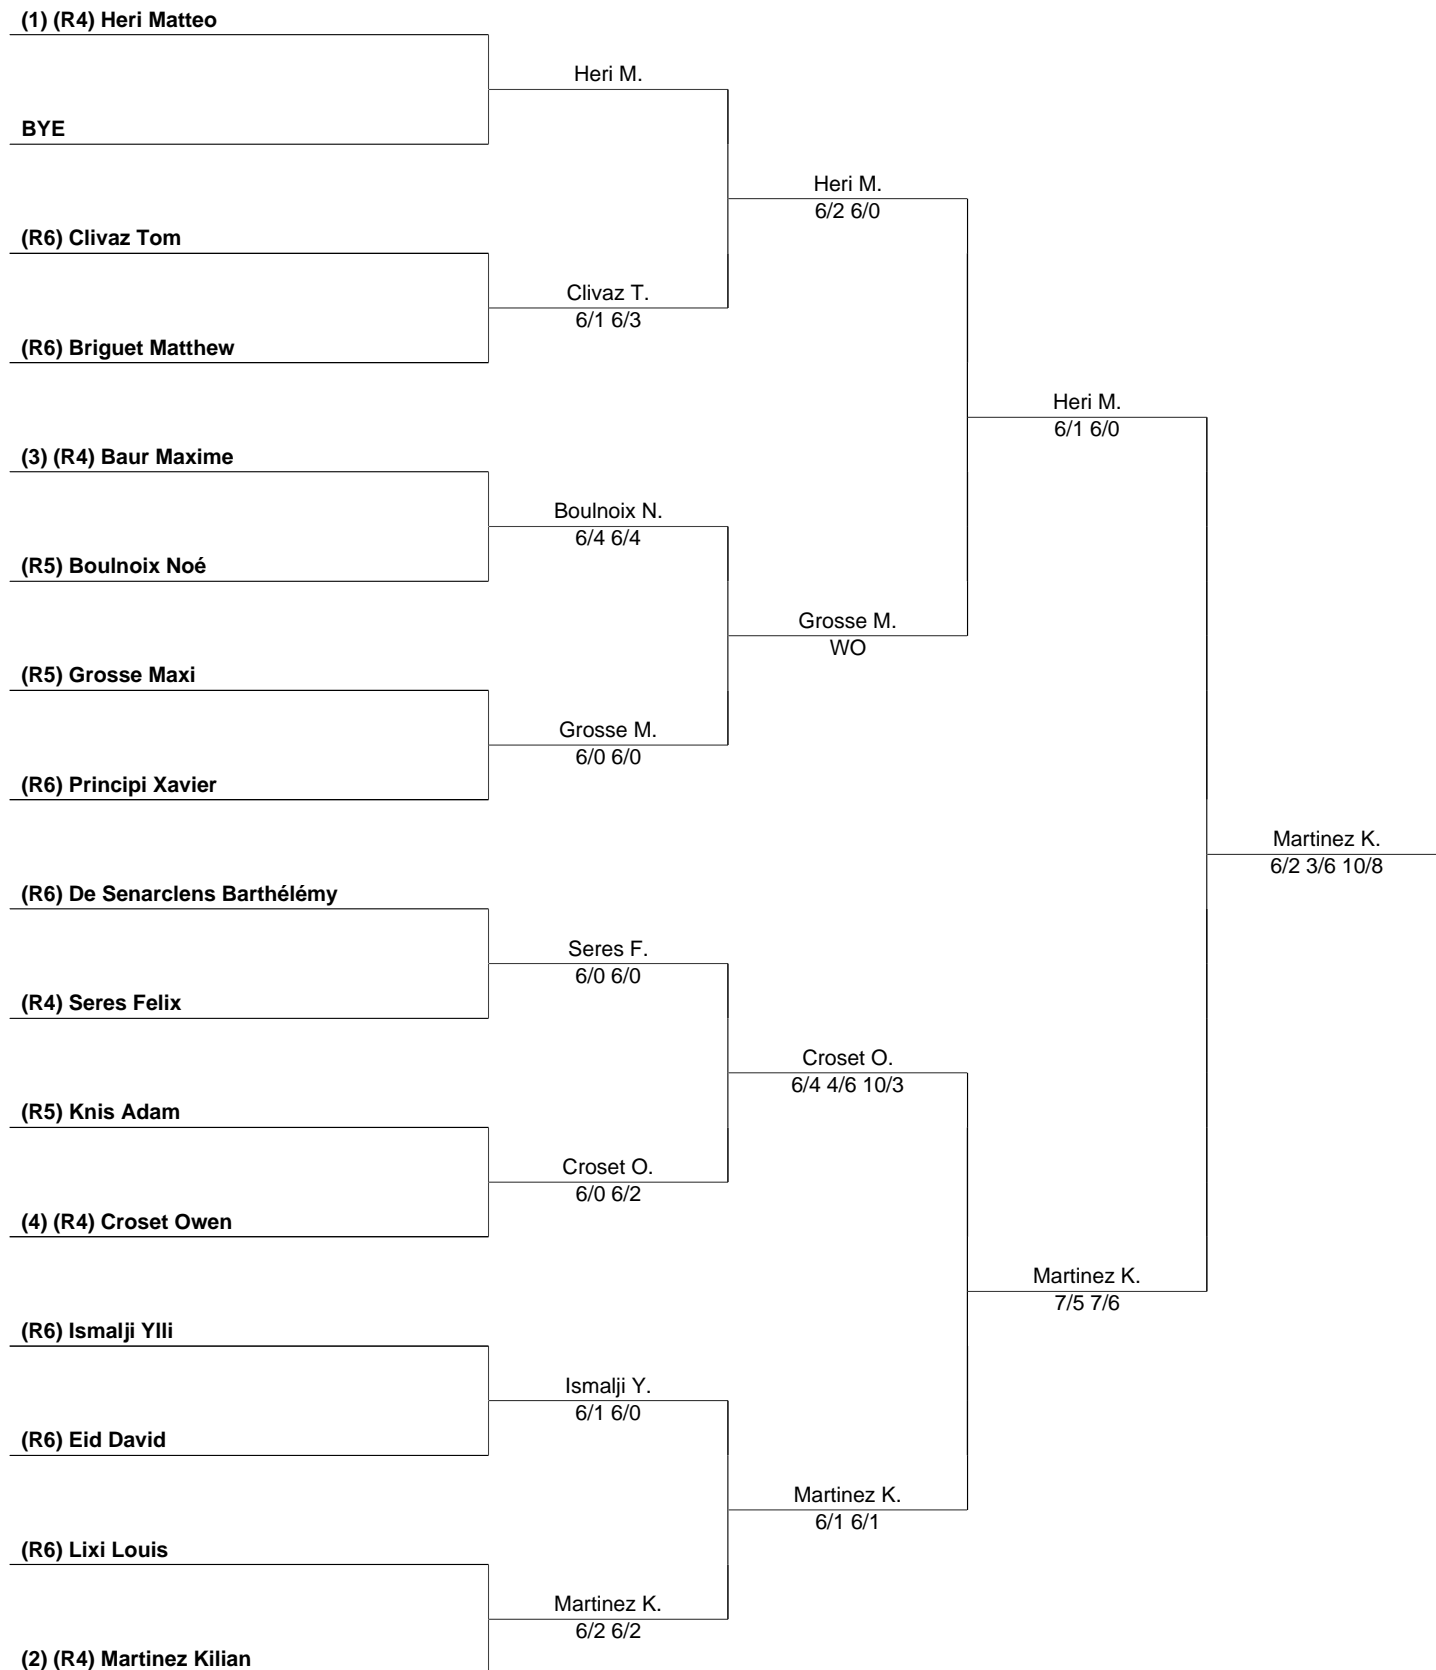 (1) (R4) Heri Matteo
Heri M.
BYE
Heri M.
6/2 6/0
(R6) Clivaz Tom
Clivaz T.
6/1 6/3
(R6) Briguet Matthew
Heri M.
6/1 6/0
(3) (R4) Baur Maxime
Boulnoix N.
6/4 6/4
(R5) Boulnoix Noé
Grosse M.
WO
(R5) Grosse Maxi
Grosse M.
6/0 6/0
(R6) Principi Xavier
Martinez K.
6/2 3/6 10/8
(R6) De Senarclens Barthélémy
Seres F.
6/0 6/0
(R4) Seres Felix
Croset O.
6/4 4/6 10/3
(R5) Knis Adam
Croset O.
6/0 6/2
(4) (R4) Croset Owen
Martinez K.
7/5 7/6
(R6) Ismalji Ylli
Ismalji Y.
6/1 6/0
(R6) Eid David
Martinez K.
6/1 6/1
(R6) Lixi Louis
Martinez K.
6/2 6/2
(2) (R4) Martinez Kilian